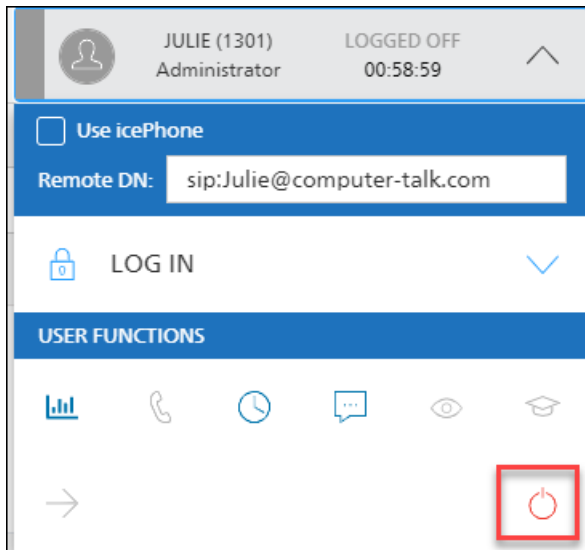 JULIE (1301) LOGGED OFF
Administrator 00:58:59
Use icePhone
Remote DN: sip:Julie@computer-talk.com
LOG IN
USER FUNCTIONS